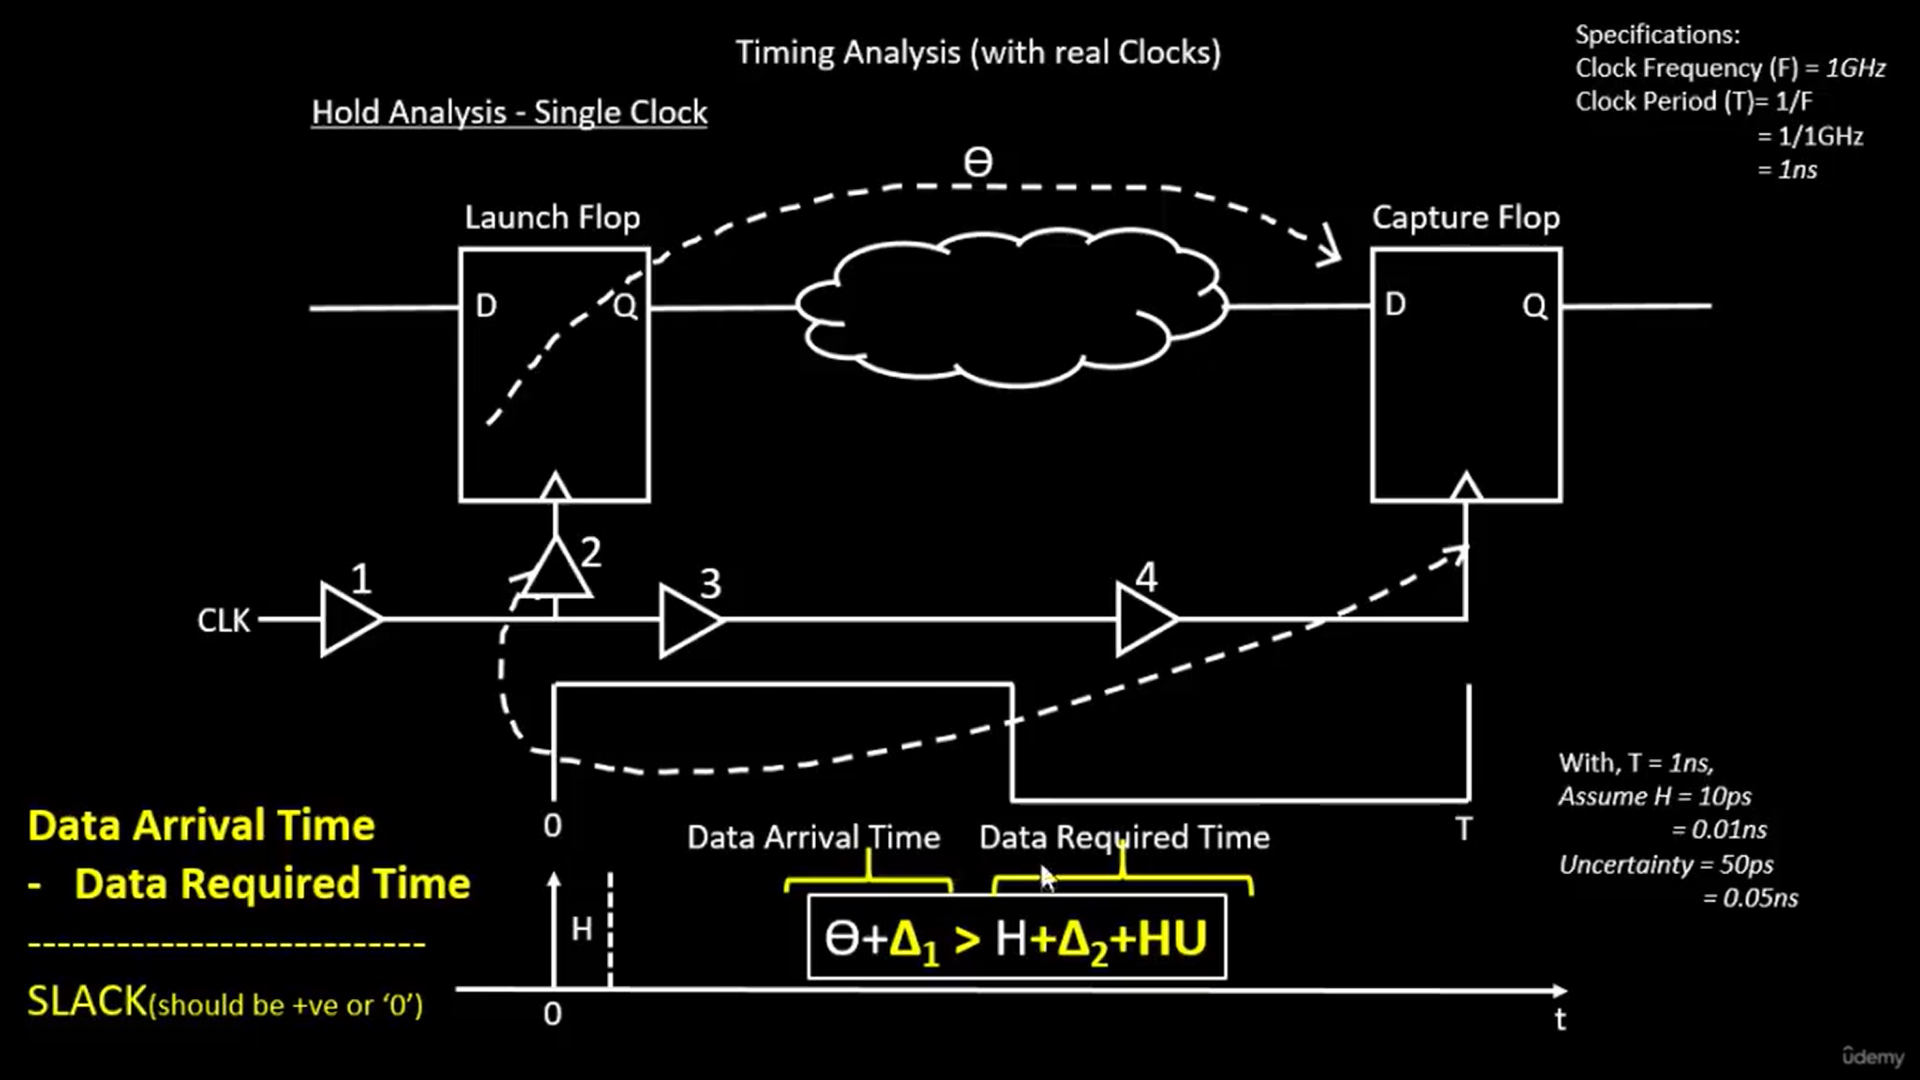 Timing Analysis (with real Clocks)
Specifications:
Clock Frequency (F) = 1GHz
Clock Period (T)= 1/F
= 1/1GHz
= 1ns
Hold Analysis - Single Clock
Ɵ
Launch Flop
Capture Flop
D
Q
D
Q
2
1
3
4
CLK
With, T = 1ns,
Assume H = 10ps
= 0.01ns
Uncertainty = 50ps
= 0.05ns
0
T
Data Arrival Time
- Data Required Time
--------------------------
SLACK(should be +ve or ‘0’)
Data Arrival Time
Data Required Time
H
Ɵ+Δ₁ > H+Δ₂+HU
0
t
ûdemy